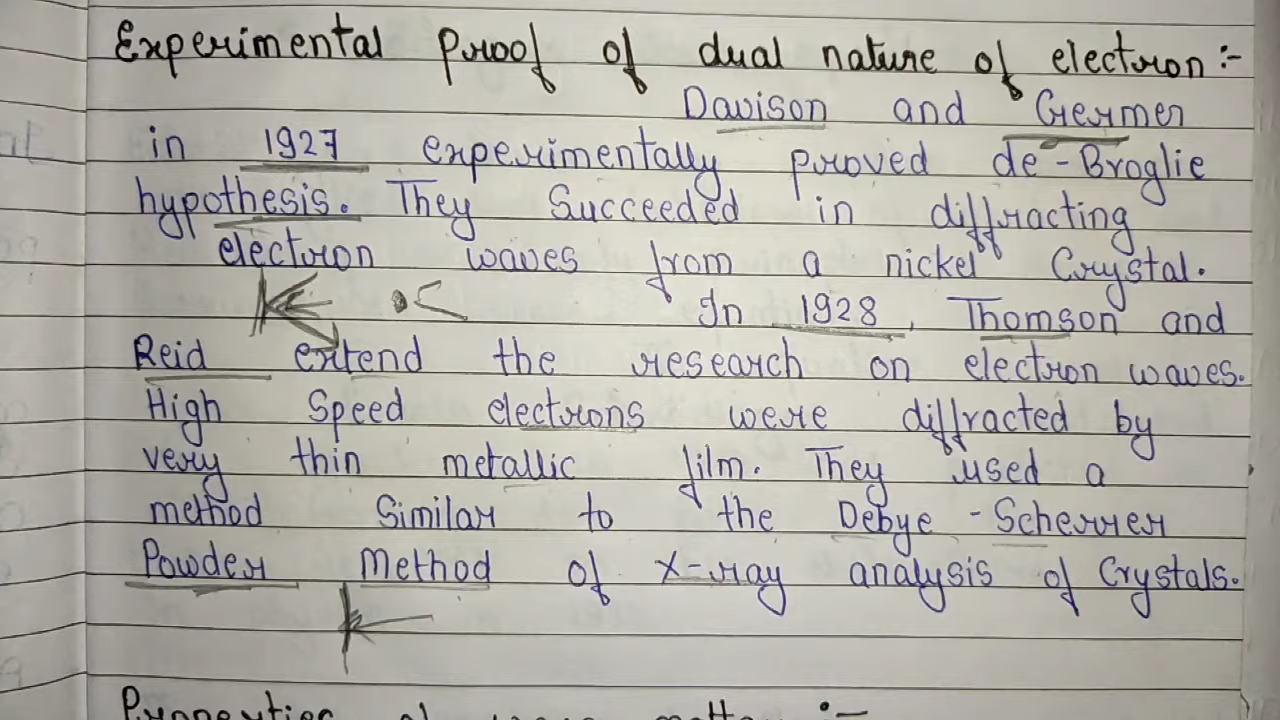 Experimental proof of dual nature of electron :-
Davison and Germer
in 1927 experimentally proved de-Broglie
hypothesis. They Succeeded in diffracting
electron waves from a nickel Crystal.
In 1928, Thomson and
Reid extend the research on electron waves.
High Speed electrons were diffracted by
very thin metallic film. They used a
method Similar to the Debye - Scherrer
Powder Method of X-ray analysis of Crystals.
Properties of matter :-